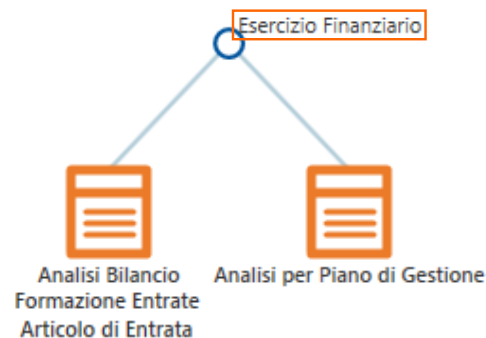 Esercizio Finanziario
Analisi Bilancio
Formazione Entrate
Articolo di Entrata
Analisi per Piano di Gestione